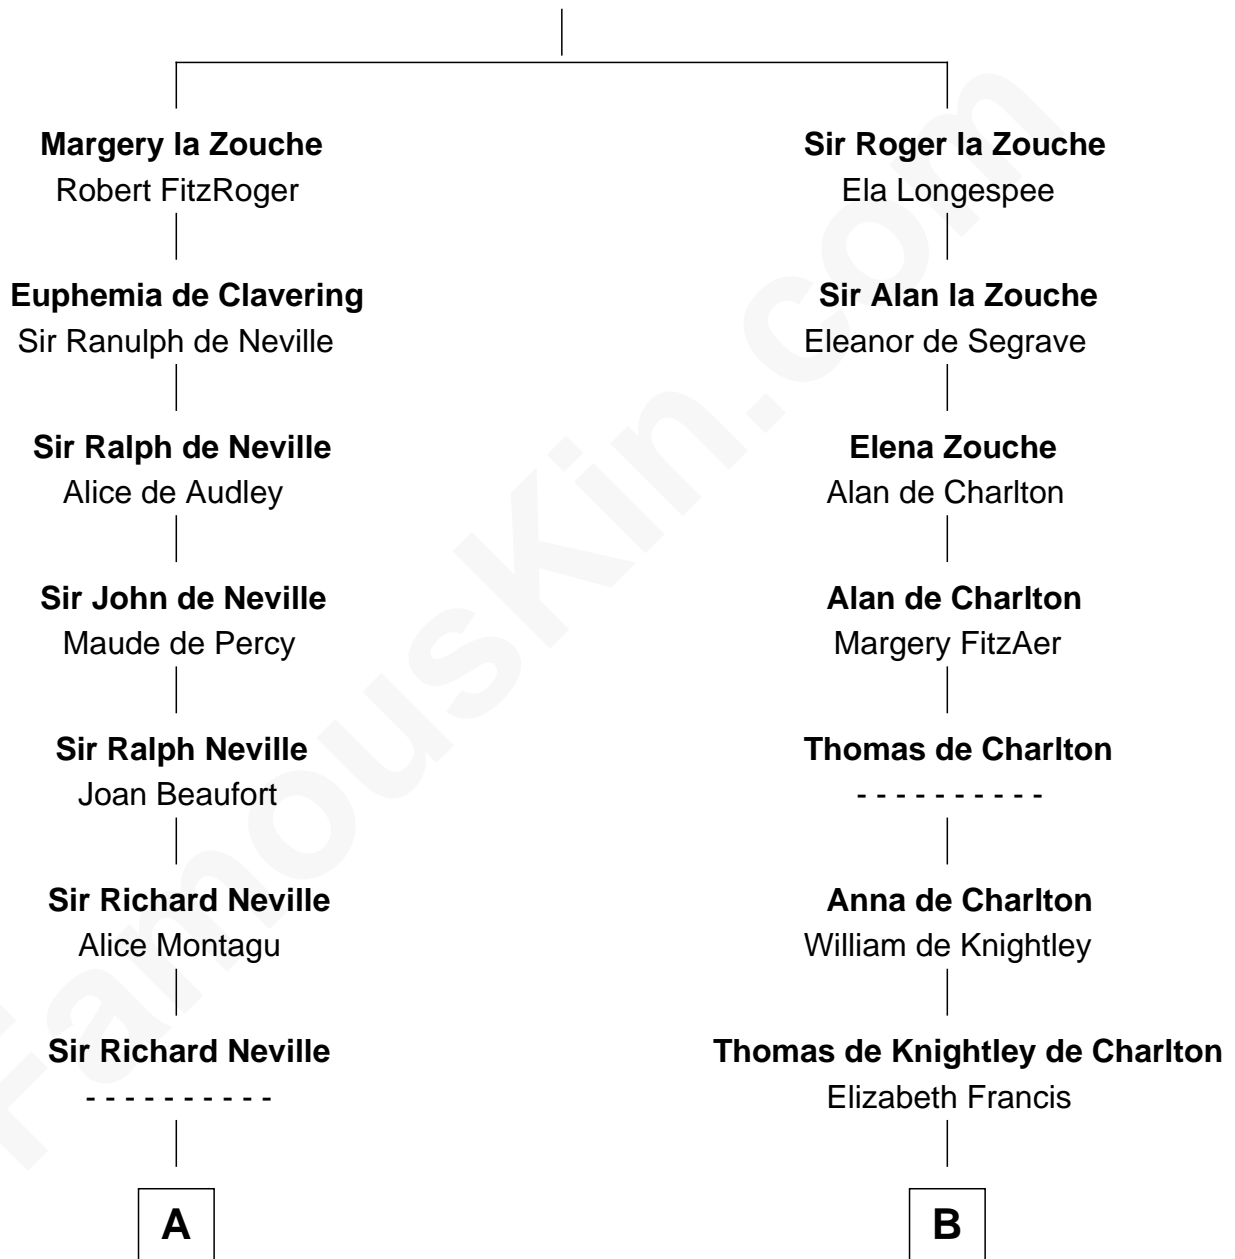 Margery la Zouche
Robert FitzRoger
Sir Roger la Zouche
Ela Longespee
Euphemia de Clavering
Sir Ranulph de Neville
Sir Alan la Zouche
Eleanor de Segrave
Sir Ralph de Neville
Alice de Audley
Elena Zouche
Alan de Charlton
Sir John de Neville
Maude de Percy
Alan de Charlton
Margery FitzAer
Sir Ralph Neville
Joan Beaufort
Thomas de Charlton
- - - - - - - - - -
Sir Richard Neville
Alice Montagu
Anna de Charlton
William de Knightley
Sir Richard Neville
- - - - - - - - - -
Thomas de Knightley de Charlton
Elizabeth Francis
A
B
FamousKin.com